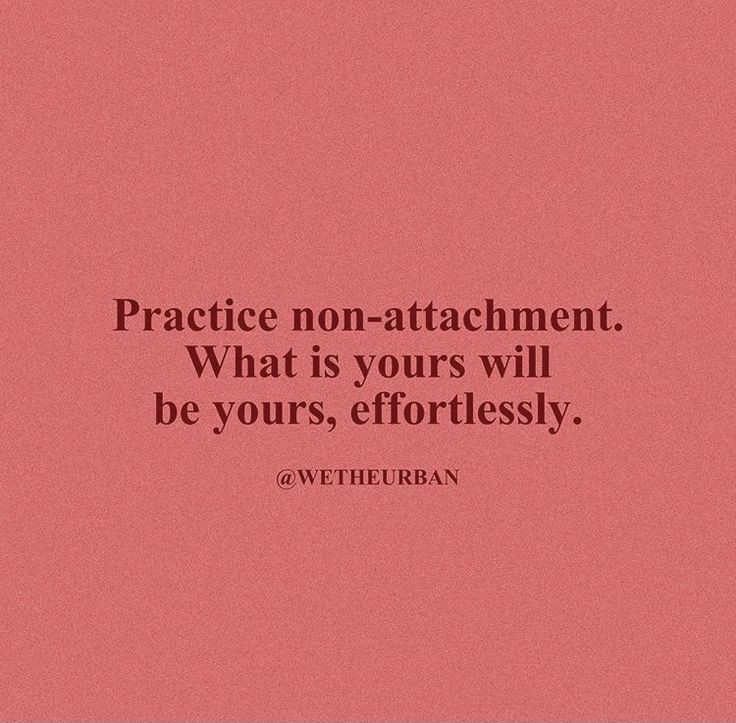 Practice non-attachment.
What is yours will
be yours, effortlessly.
@WETHEURBAN